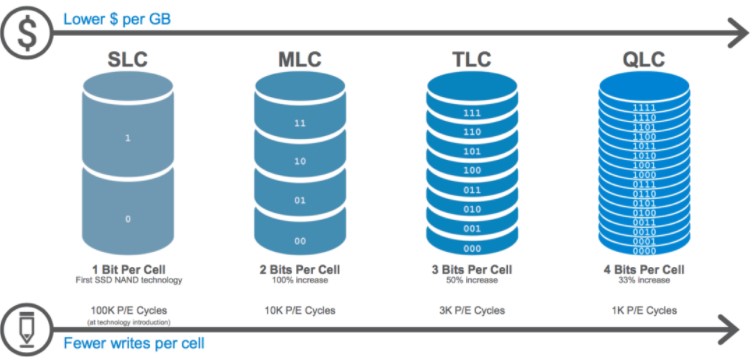 $
Lower $ per GB
SLC
MLC
TLC
QLC
1
0
11
10
01
00
111
110
101
100
011
010
001
000
1111
1110
1101
1100
1011
1010
1001
1000
0111
0110
0101
0100
0011
0010
0001
0000
1 Bit Per Cell
First SSD NAND technology
2 Bits Per Cell
100% increase
3 Bits Per Cell
50% increase
4 Bits Per Cell
33% increase
100K P/E Cycles
(at technology introduction)
10K P/E Cycles
3K P/E Cycles
1K P/E Cycles
Fewer writes per cell